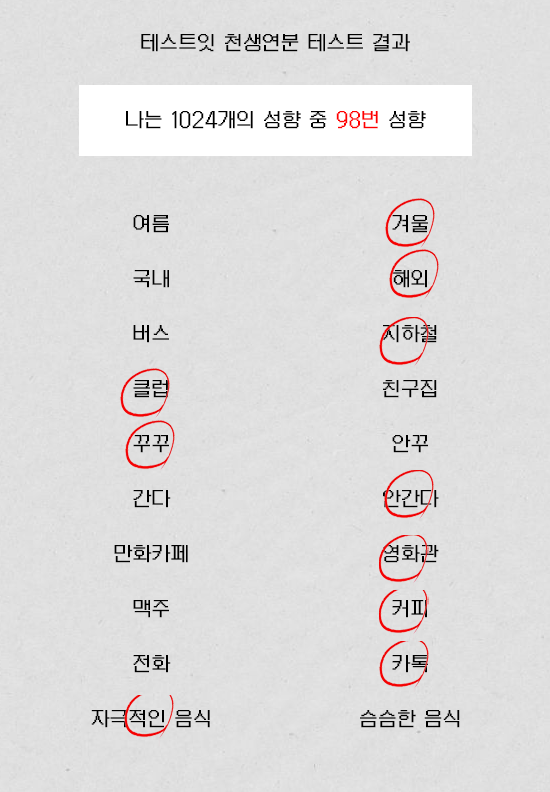 테스트잇 천생연분 테스트 결과
나는 1024개의 성향 중 98번 성향
여름 겨울
국내 해외
버스 지하철
클럽 친구집
꾸꾸 안꾸
간다 안간다
만화카페 영화관
맥주 커피
전화 카톡
자극적인 음식 슴슴한 음식